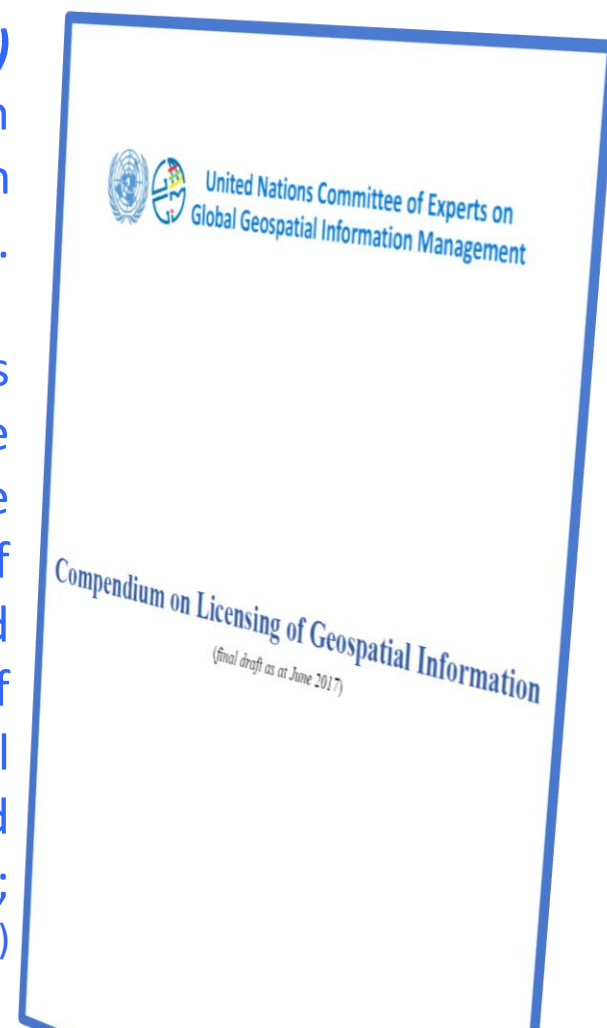 United Nations Committee of Experts on
Global Geospatial Information Management
Compendium on Licensing of Geospatial Information
(final draft as at June 2017)